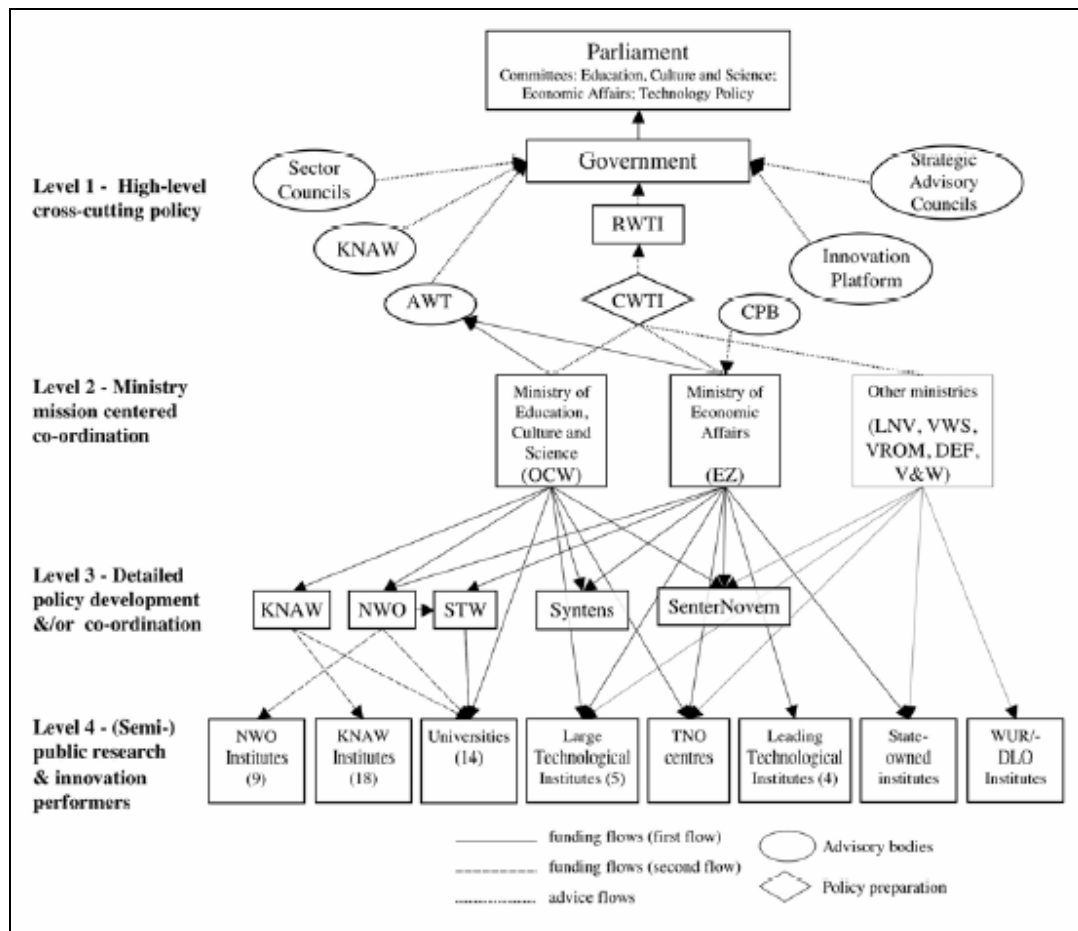 Parliament
Committees: Education, Culture and Science;
Economic Affairs; Technology Policy
Government
Sector
Councils
Strategic
Advisory
Councils
Level 1 - High-level
cross-cutting policy
RWTI
KNAW
Innovation
Platform
AWT
CWTI
CPB
Level 2 - Ministry
mission centered
co-ordination
Ministry of
Education,
Culture and
Science
(OCW)
Ministry of
Economic
Affairs
(EZ)
Other ministries
(LNV, VWS,
VROM, DEF,
V&W)
Level 3 - Detailed
policy development
&/or co-ordination
KNAW
NWO
STW
Syntens
SenterNovem
Level 4 - (Semi-)
public research
& innovation
performers
NWO
Institutes
(9)
KNAW
Institutes
(18)
Universities
(14)
Large
Technological
Institutes (5)
TNO
centres
Leading
Technological
Institutes (4)
State-
owned
institutes
WUR/-
DLO
Institutes
funding flows (first flow)
funding flows (second flow)
advice flows
Advisory bodies
Policy preparation